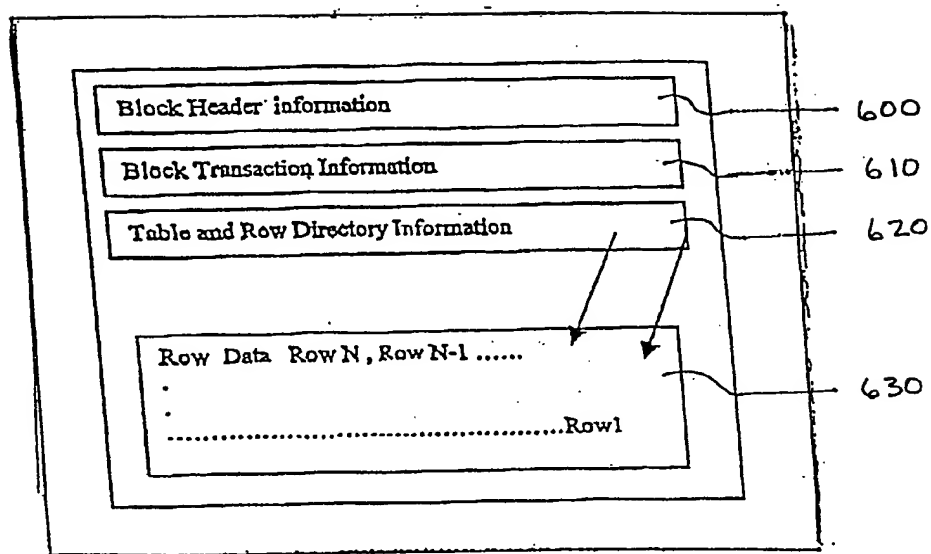 Block Header information
600
Block Transaction Information
610
Table and Row Directory Information
620
Row Data Row N, Row N-1 ......
.
.
..................................................Row1
630